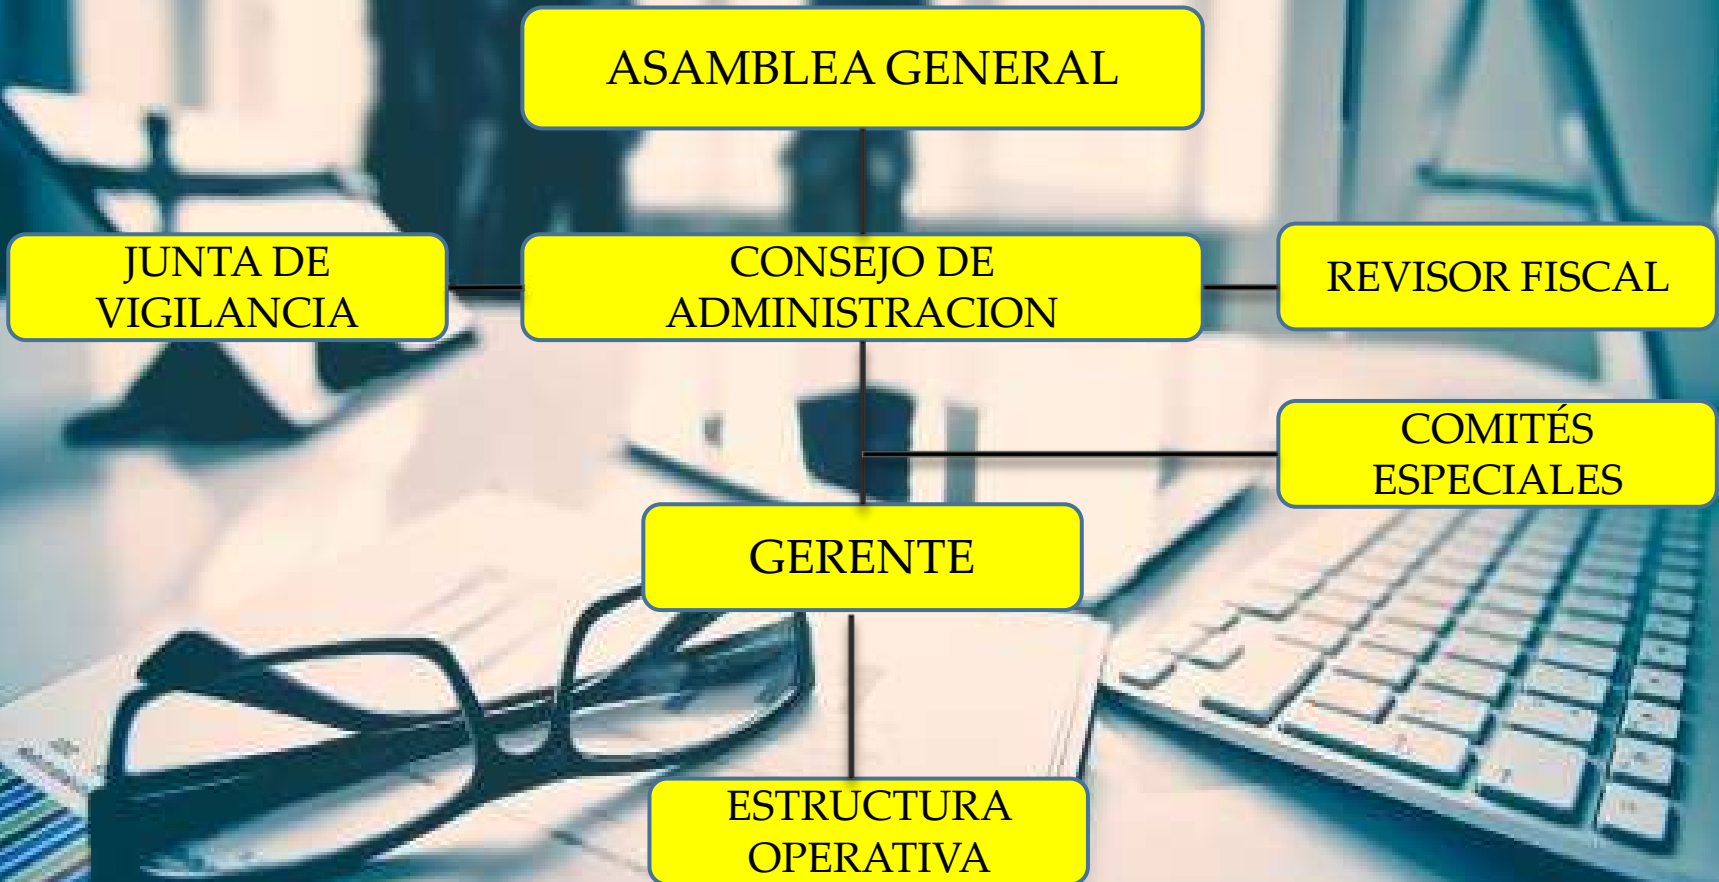 ASAMBLEA GENERAL
JUNTA DE
VIGILANCIA
CONSEJO DE
ADMINISTRACION
REVISOR FISCAL
COMITÉS
ESPECIALES
GERENTE
ESTRUCTURA
OPERATIVA